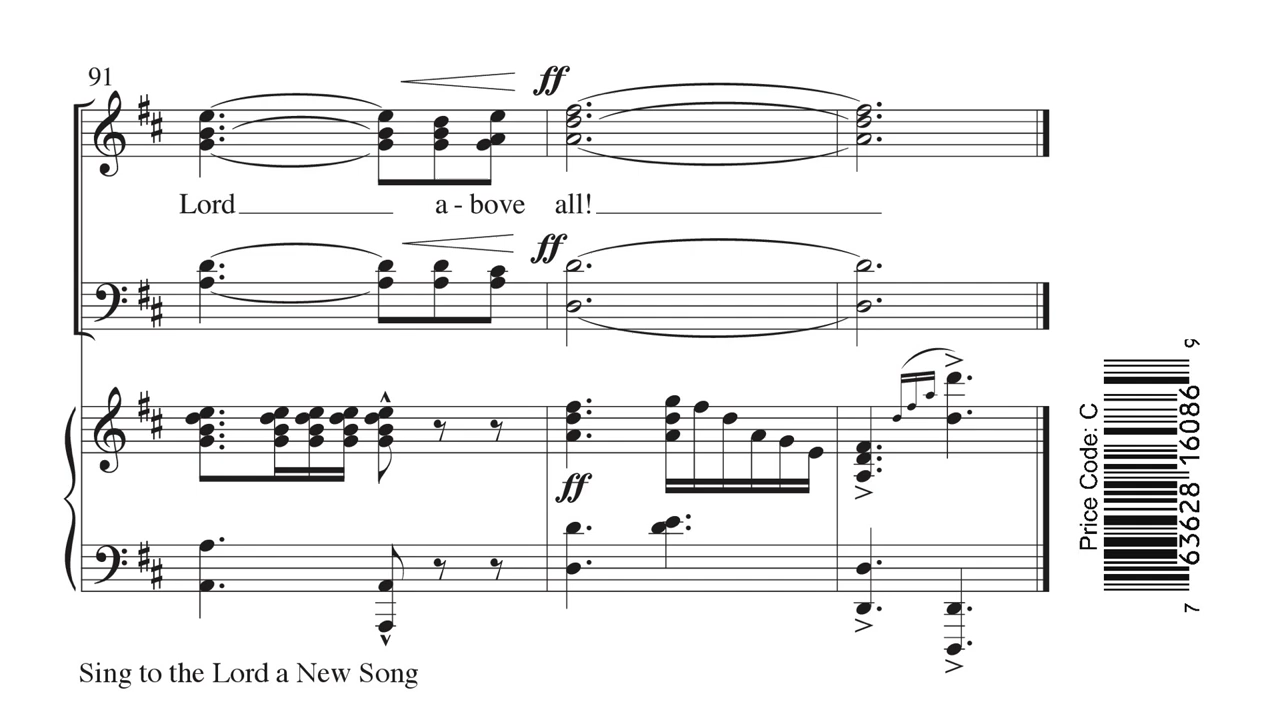 91
ff
Lord a - bove all!
ff
ff
Sing to the Lord a New Song
Price Code: C
7 63628 16086 9